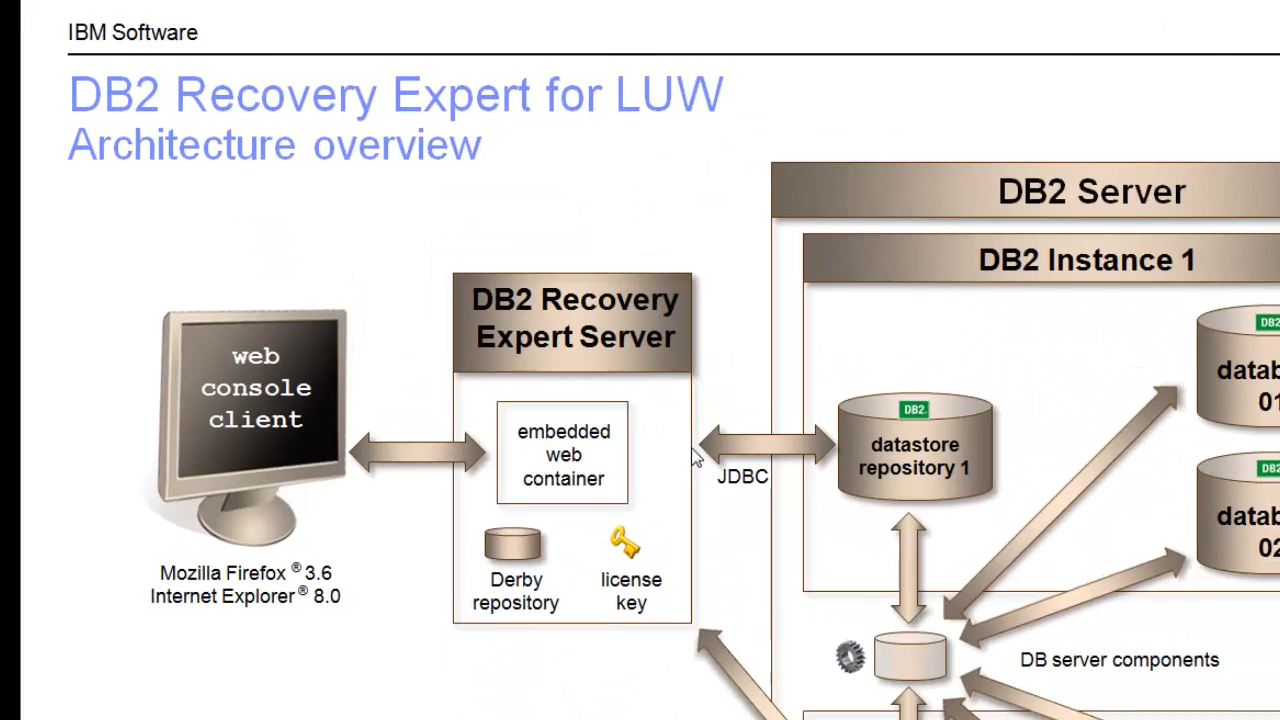 IBM Software
DB2 Recovery Expert for LUW
Architecture overview
DB2 Server
DB2 Instance 1
DB2 Recovery
Expert Server
web
console
client
embedded
web
container
JDBC
DB2
datastore
repository 1
DB2
01
DB2
02
Derby
repository
license
key
Mozilla Firefox ® 3.6
Internet Explorer ® 8.0
DB server components